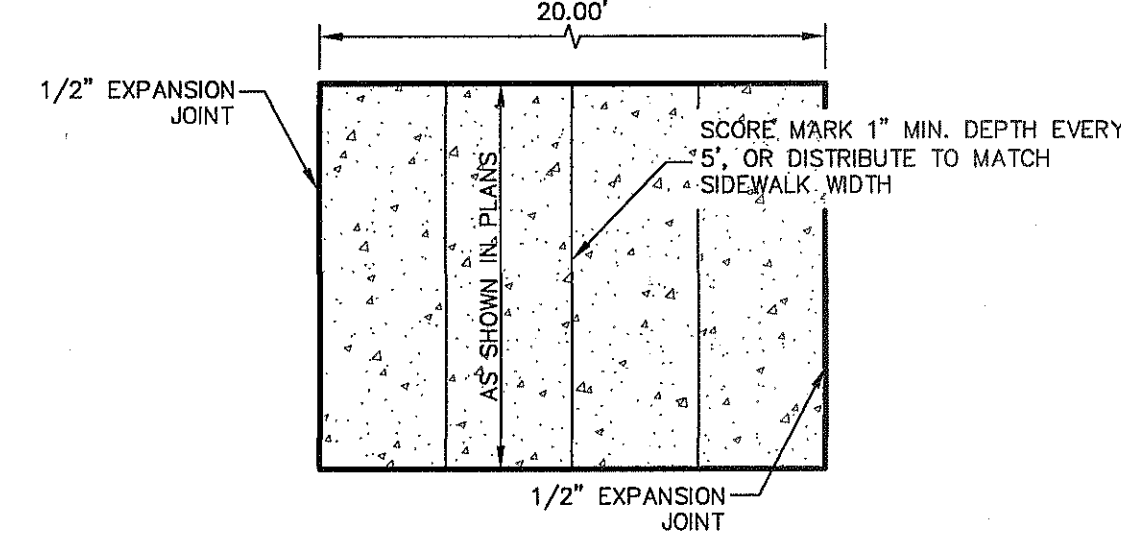 20.00'
1/2" EXPANSION
JOINT
SCORE MARK 1" MIN. DEPTH EVERY
5', OR DISTRIBUTE TO MATCH
SIDEWALK WIDTH
AS SHOWN IN PLANS
1/2" EXPANSION
JOINT